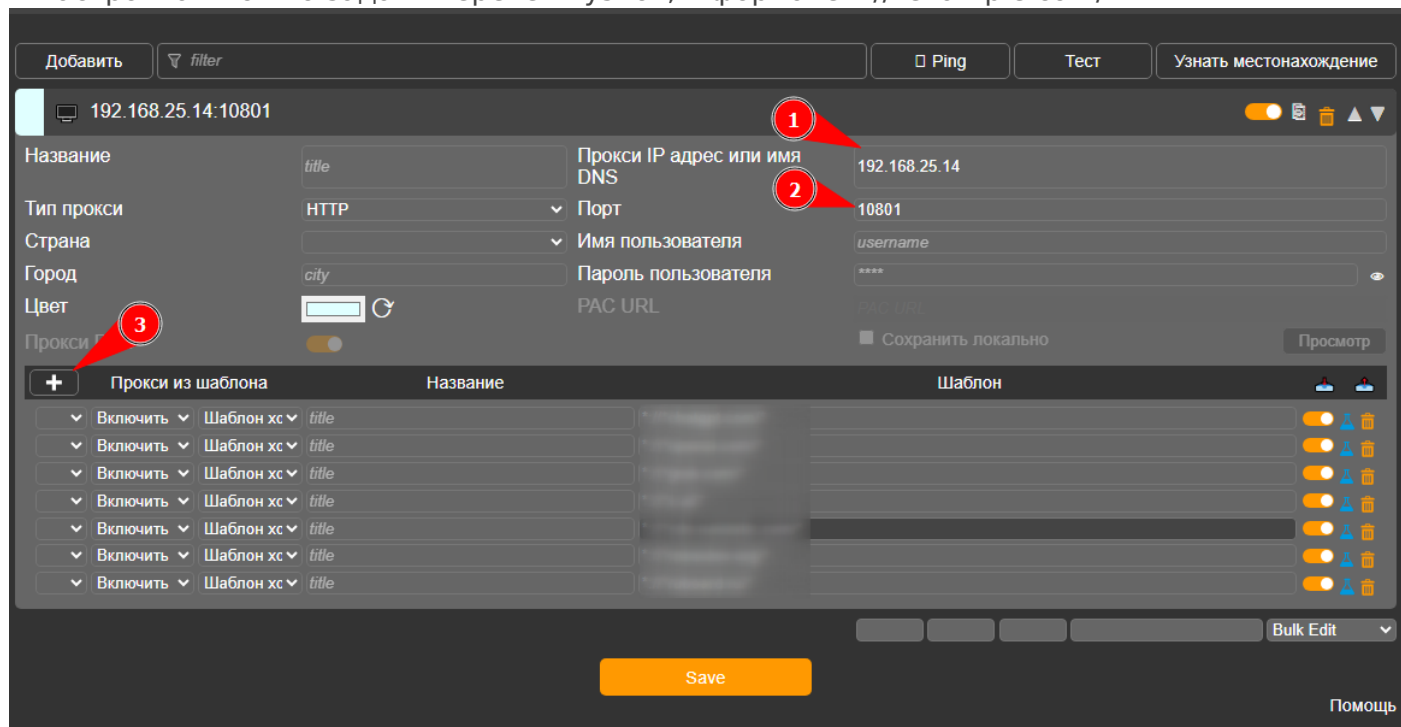 Добавить filter Ping Тест Узнать местонахождение
192.168.25.14:10801
1
Название title Прокси IP адрес или имя DNS 192.168.25.14
2
Тип прокси HTTP Порт 10801
Страна Имя пользователя username
Город city Пароль пользователя ****
Цвет PAC URL PAC URL
3
Прокси Сохранить локально Просмотр
+ Прокси из шаблона Название Шаблон
Включить Шаблон хс title
Включить Шаблон хс title
Включить Шаблон хс title
Включить Шаблон хс title
Включить Шаблон хс title
Включить Шаблон хс title
Включить Шаблон хс title
Bulk Edit
Save
Помощь